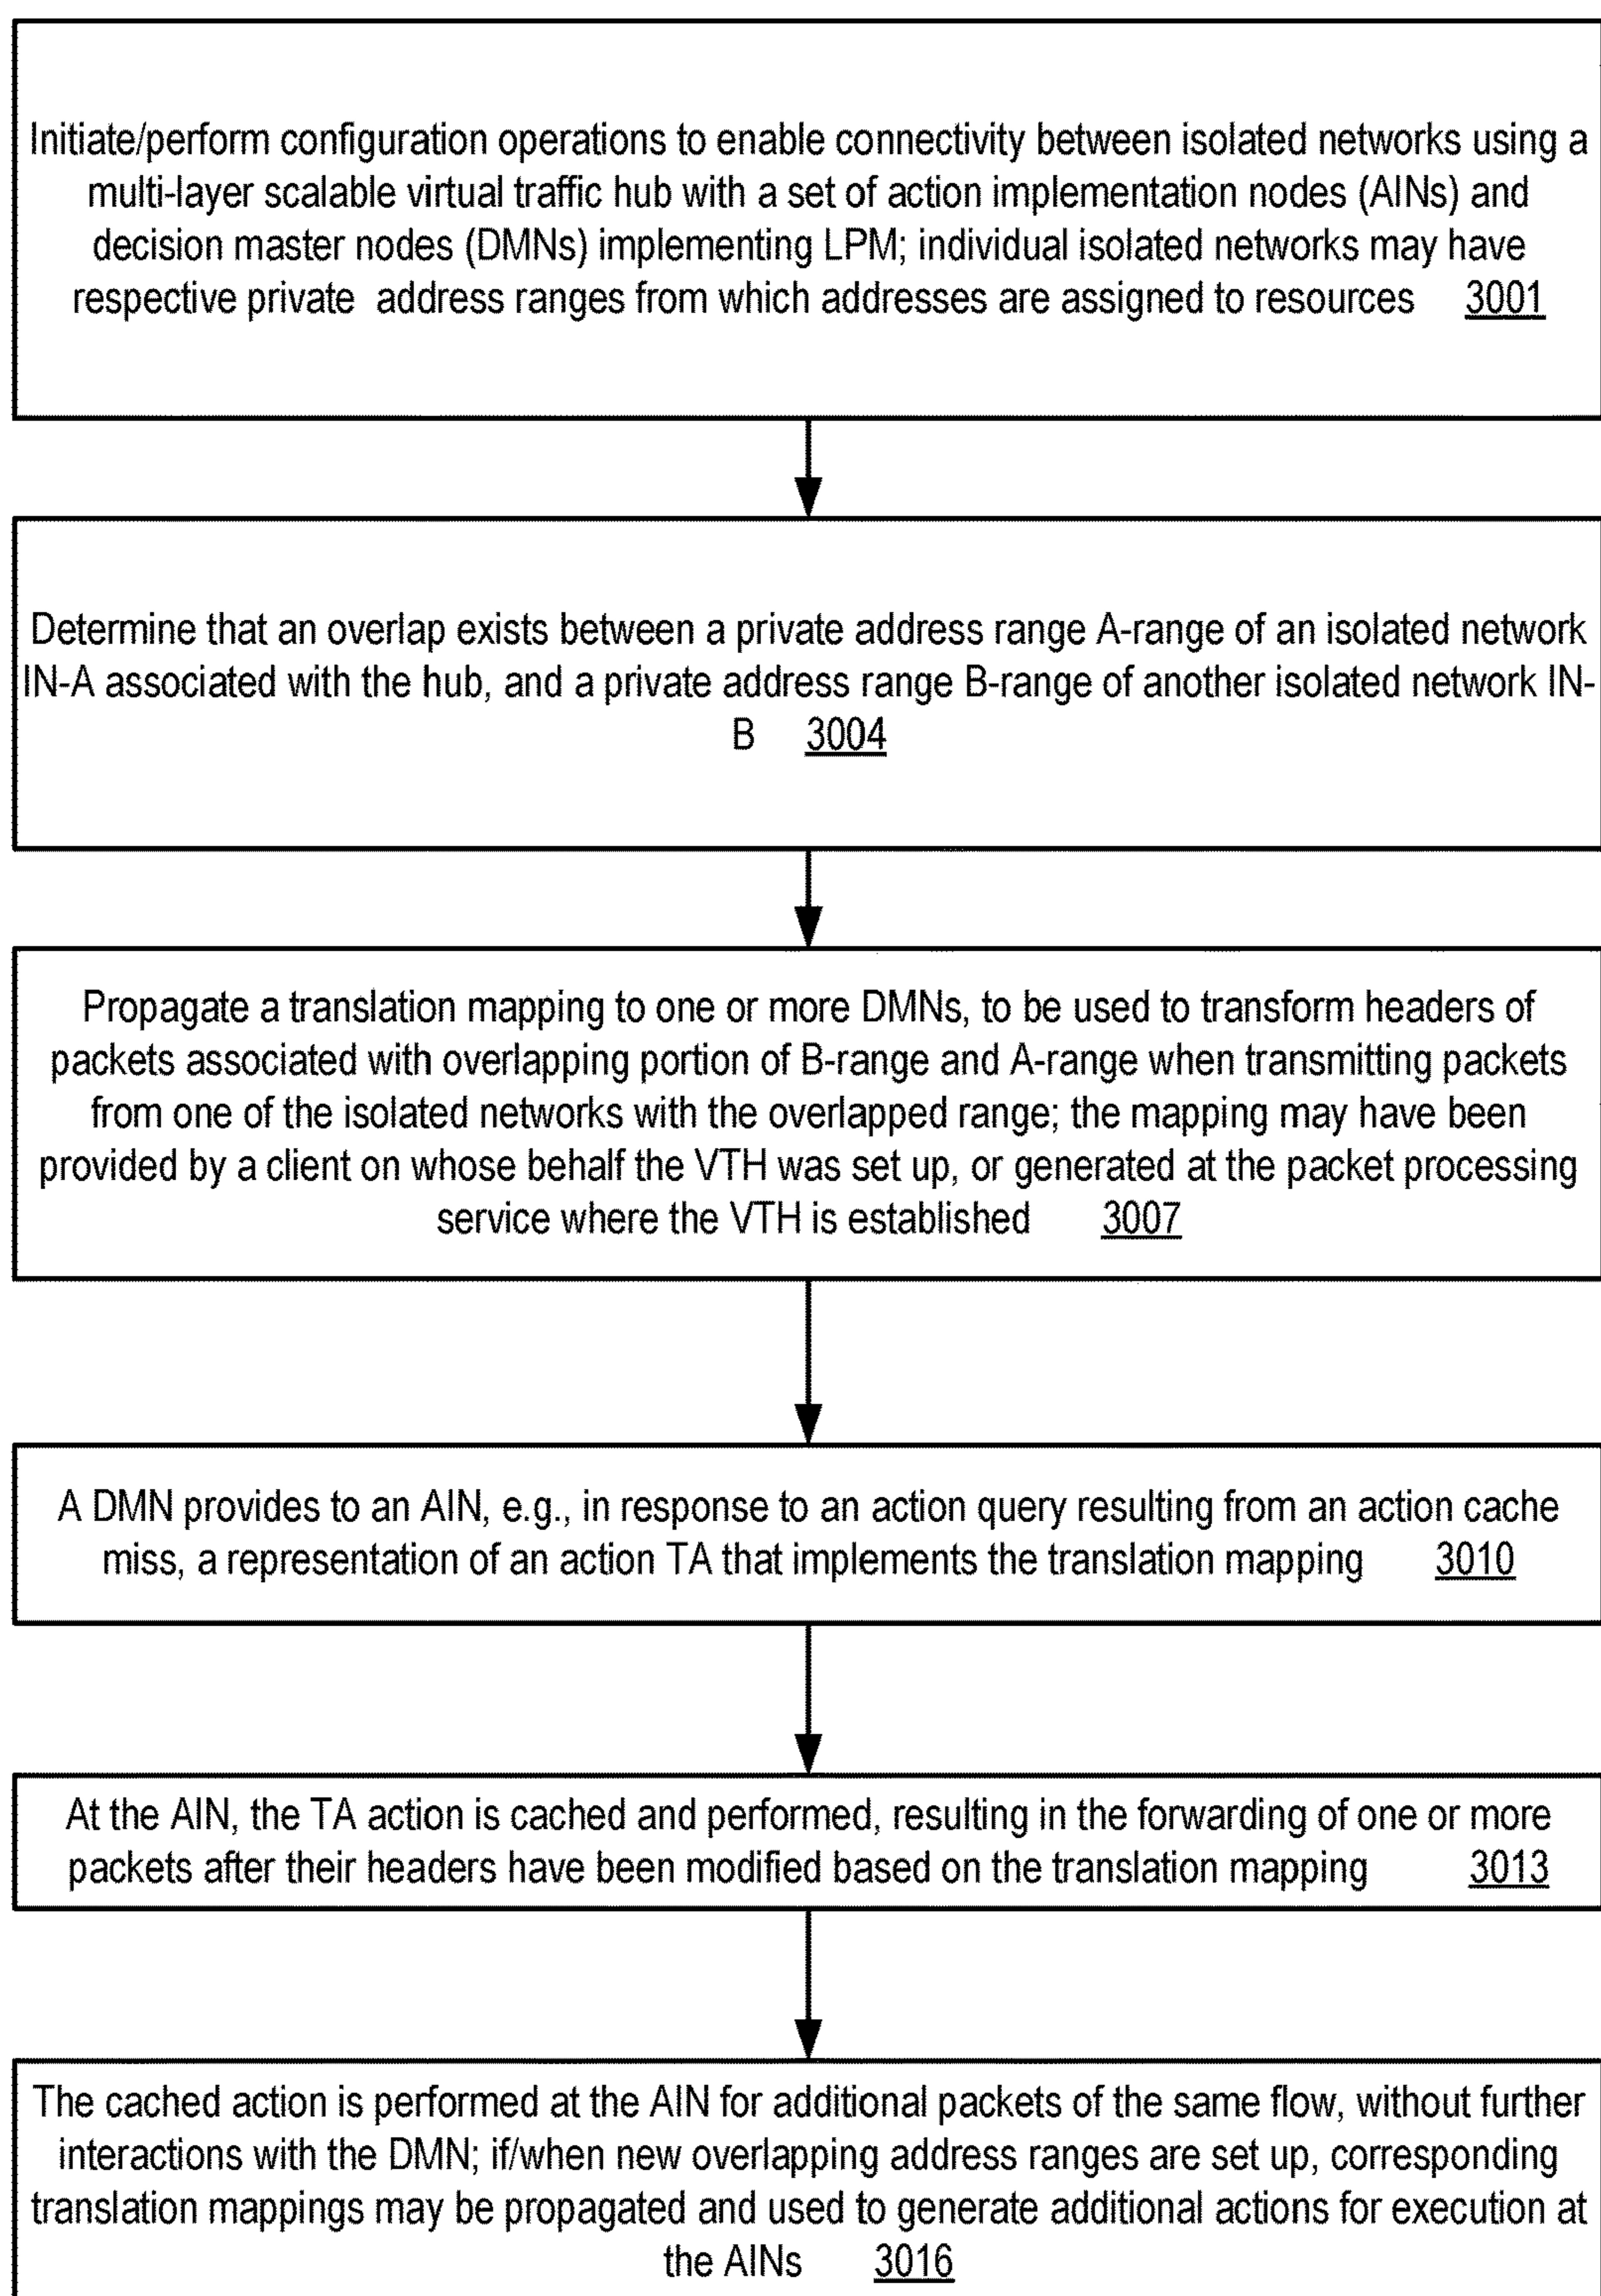 Initiate/perform configuration operations to enable connectivity between isolated networks using a
multi-layer scalable virtual traffic hub with a set of action implementation nodes (AINs) and
decision master nodes (DMNs) implementing LPM; individual isolated networks may have
respective private address ranges from which addresses are assigned to resources 3001
Determine that an overlap exists between a private address range A-range of an isolated network
IN-A associated with the hub, and a private address range B-range of another isolated network IN-
B 3004
Propagate a translation mapping to one or more DMNs, to be used to transform headers of
packets associated with overlapping portion of B-range and A-range when transmitting packets
from one of the isolated networks with the overlapped range; the mapping may have been
provided by a client on whose behalf the VTH was set up, or generated at the packet processing
service where the VTH is established 3007
A DMN provides to an AIN, e.g., in response to an action query resulting from an action cache
miss, a representation of an action TA that implements the translation mapping 3010
At the AIN, the TA action is cached and performed, resulting in the forwarding of one or more
packets after their headers have been modified based on the translation mapping 3013
The cached action is performed at the AIN for additional packets of the same flow, without further
interactions with the DMN; if/when new overlapping address ranges are set up, corresponding
translation mappings may be propagated and used to generate additional actions for execution at
the AINs 3016